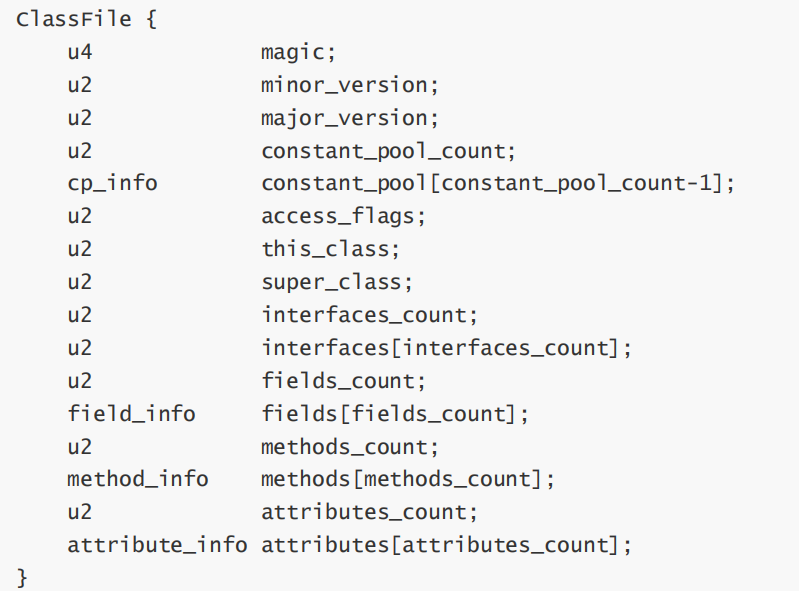 ClassFile {
    u4             magic;
    u2             minor_version;
    u2             major_version;
    u2             constant_pool_count;
    cp_info        constant_pool[constant_pool_count-1];
    u2             access_flags;
    u2             this_class;
    u2             super_class;
    u2             interfaces_count;
    u2             interfaces[interfaces_count];
    u2             fields_count;
    field_info     fields[fields_count];
    u2             methods_count;
    method_info    methods[methods_count];
    u2             attributes_count;
    attribute_info attributes[attributes_count];
}